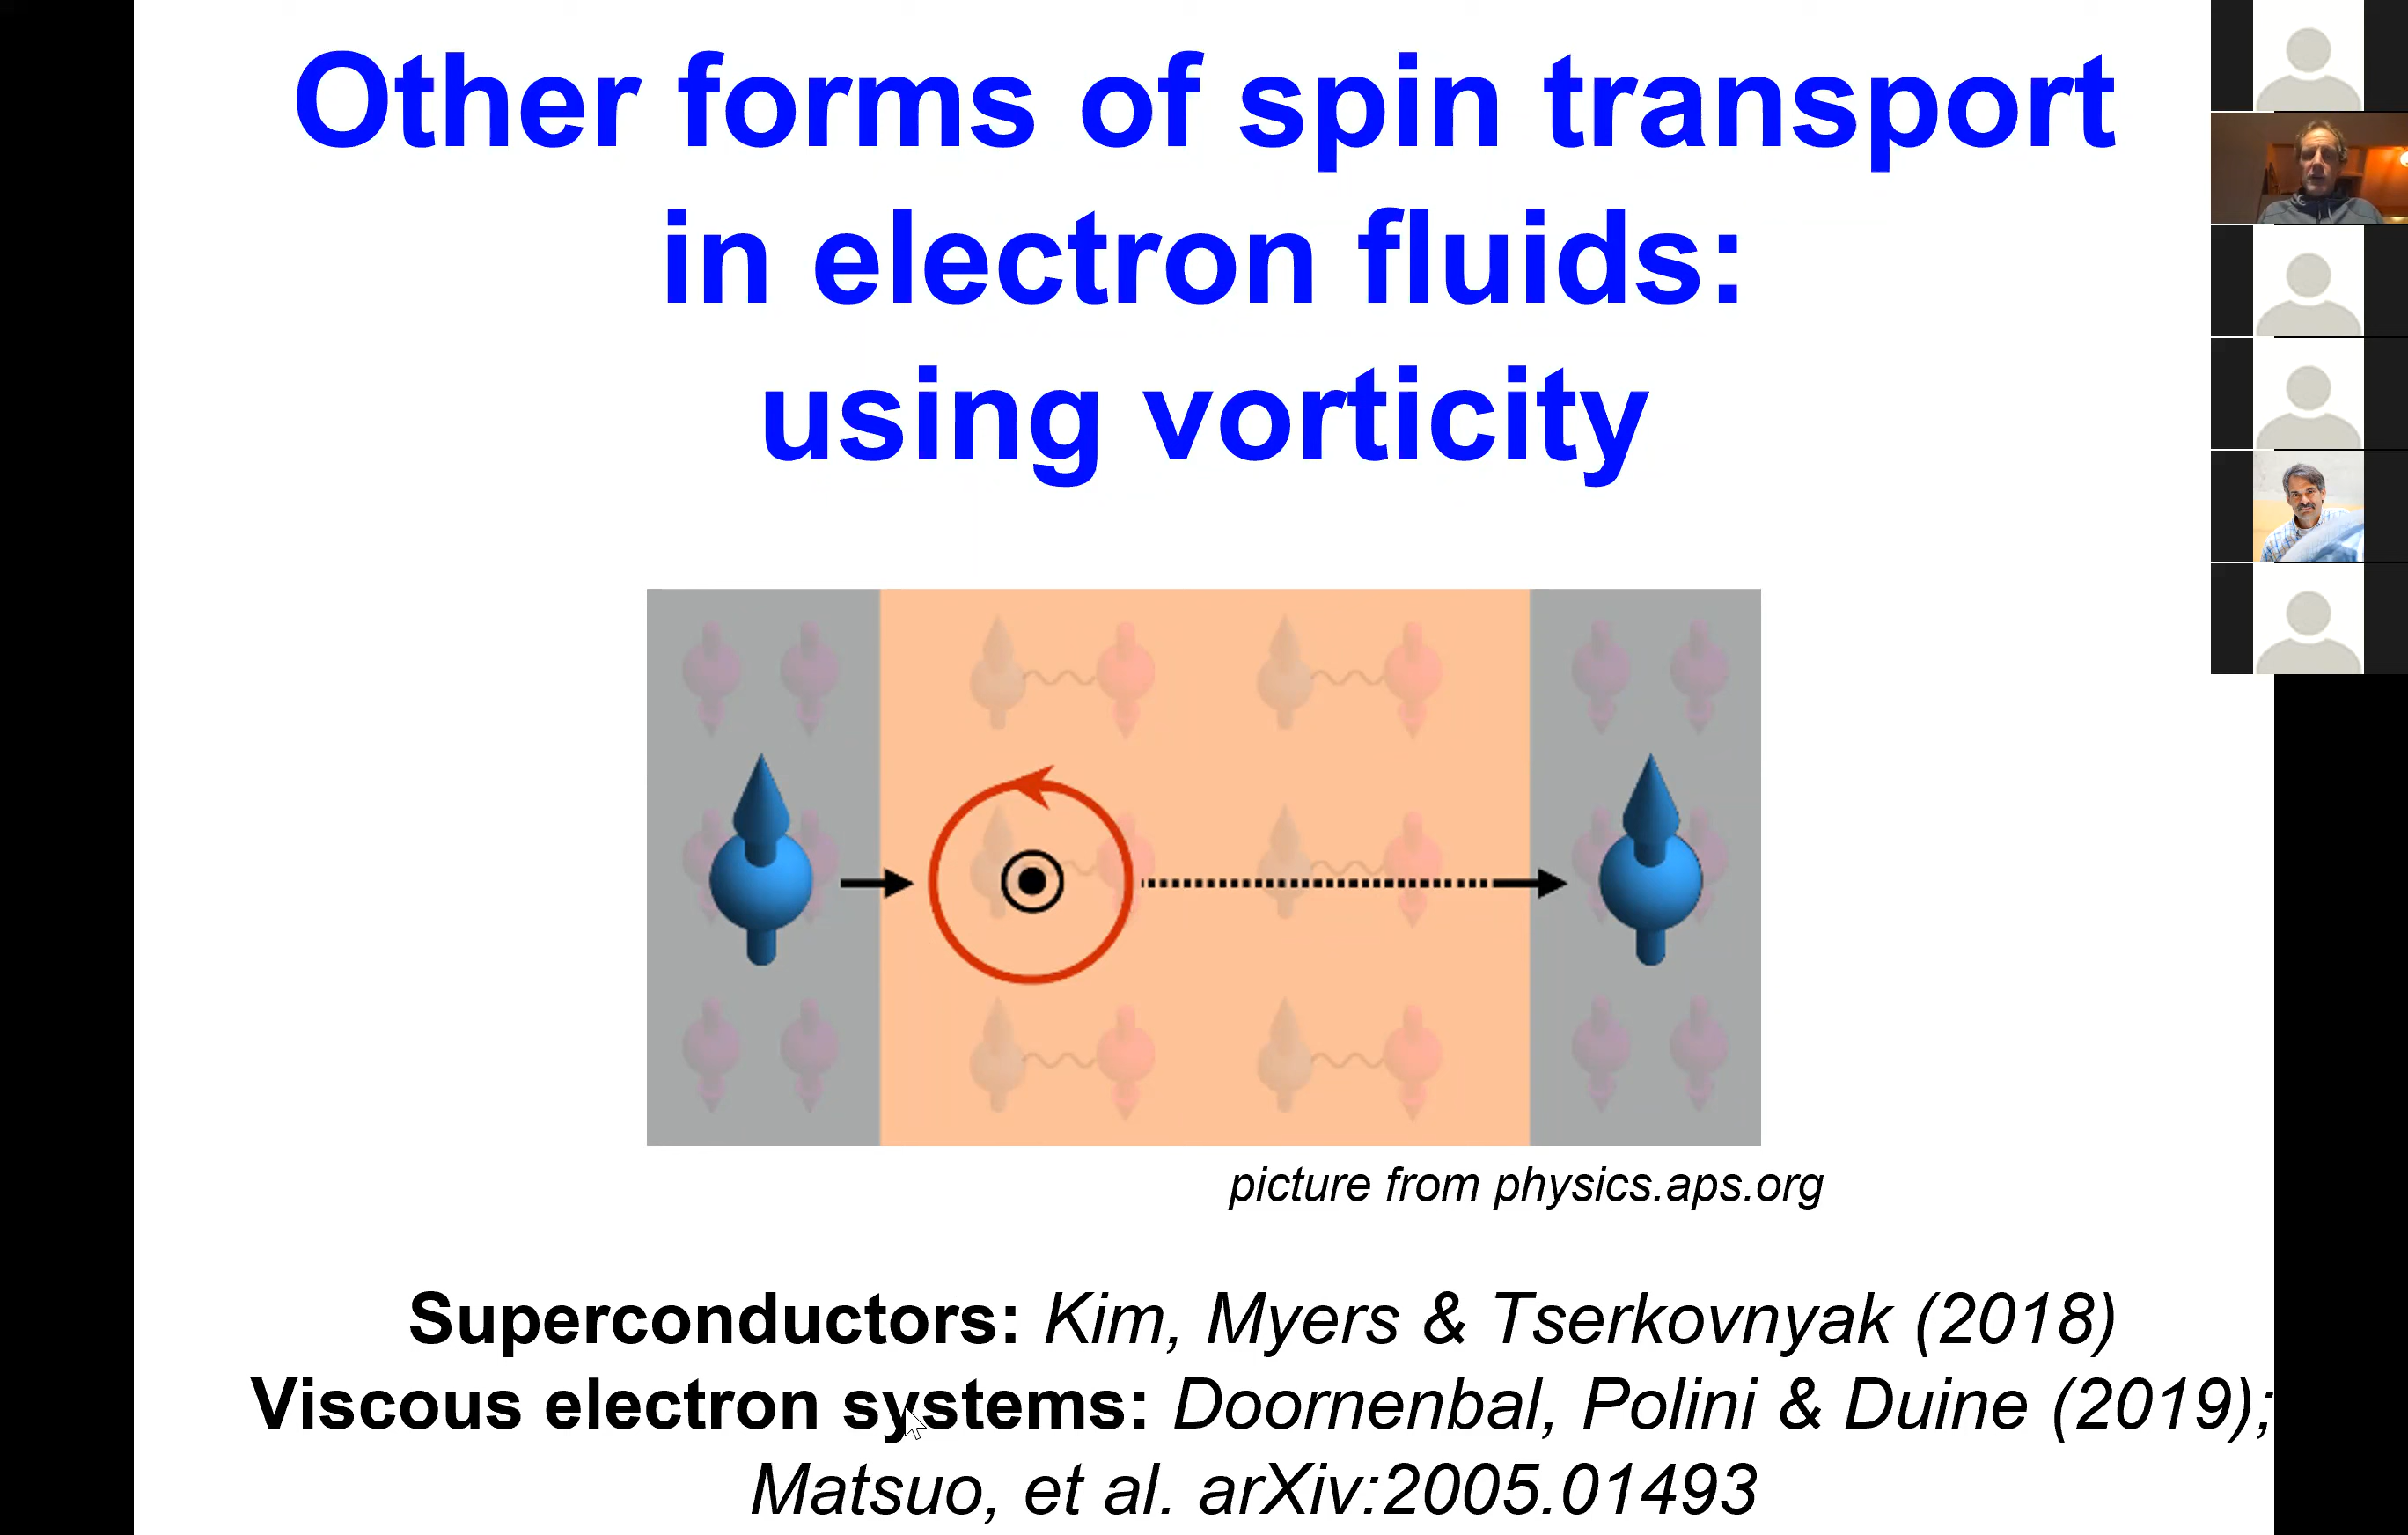 Other forms of spin transport
in electron fluids:
using vorticity
picture from physics.aps.org
Superconductors: Kim, Myers & Tserkovnyak (2018)
Viscous electron systems: Doornenbal, Polini & Duine (2019);
Matsuo, et al. arXiv:2005.01493